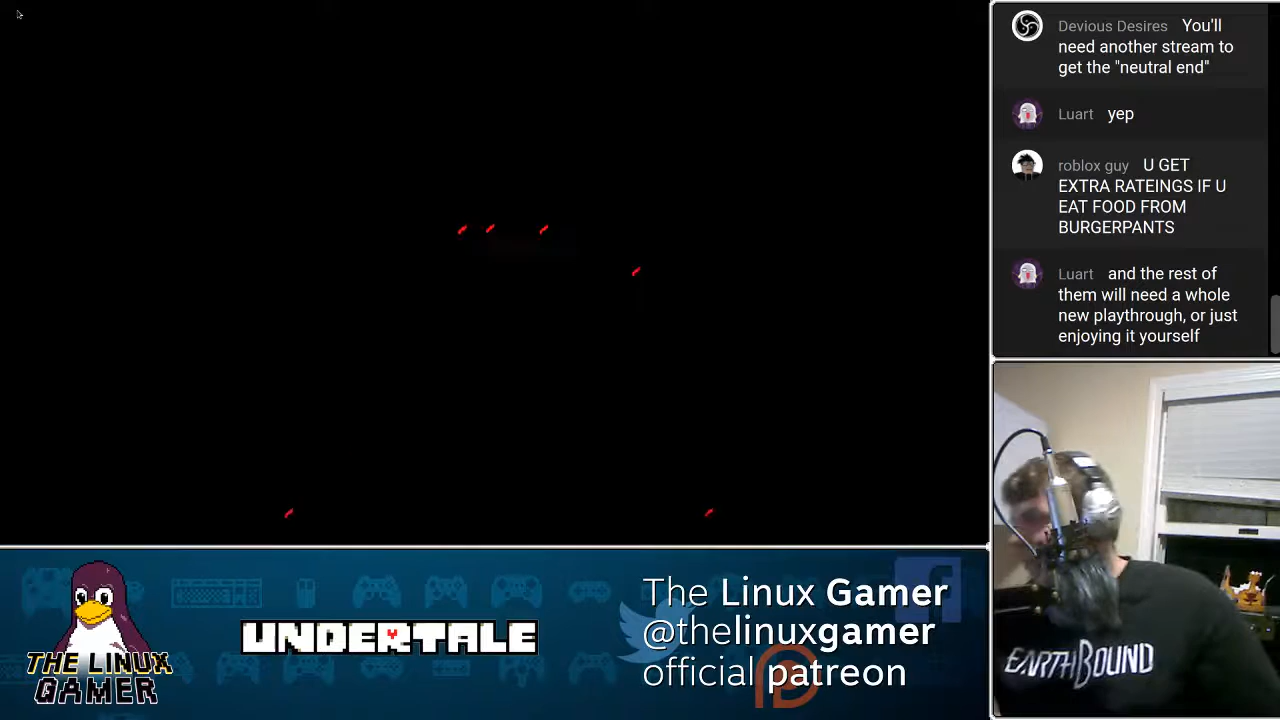 Devious Desires You'll
need another stream to
get the "neutral end"
Luart yep
roblox guy U GET
EXTRA RATEINGS IF U
EAT FOOD FROM
BURGERPANTS
Luart and the rest of
them will need a whole
new playthrough, or just
enjoying it yourself
EARTHBOUND
THE LINUX
GAMER
UNDERTALE
The Linux Gamer
@thelinuxgamer
official patreon